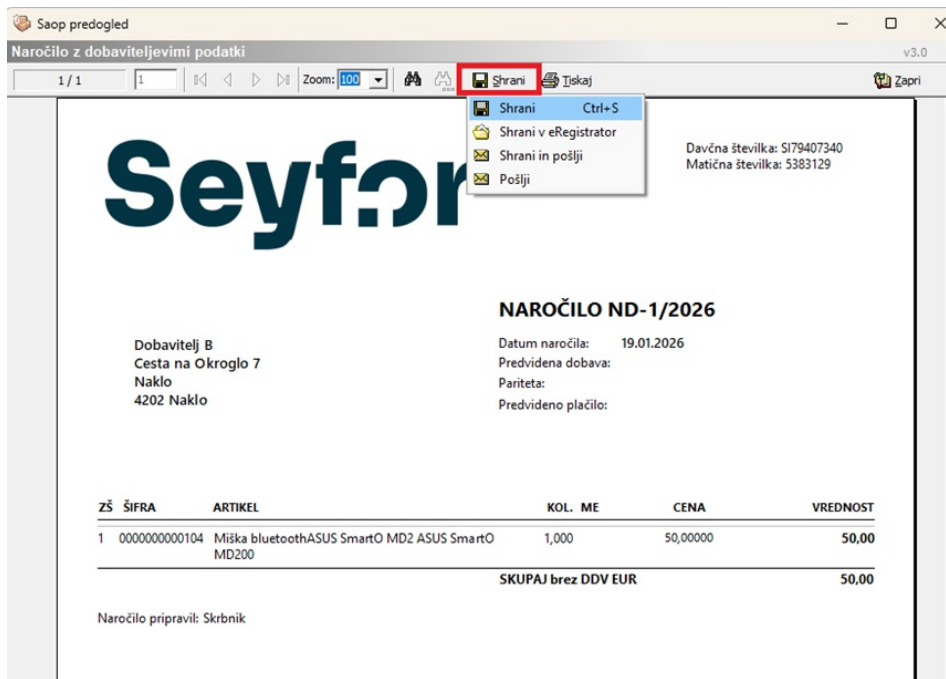 Saop predogled
Naročilo z dobaviteljevimi podatki v3.0
1 / 1 1 Zoom: 100 Shrani Tiskaj Zapri
Shrani Ctrl+S
Shrani v eRegistrator
Shrani in pošlji
Pošlji
Seyfor
Davčna številka: SI79407340
Matična številka: 5383129
NAROČILO ND-1/2026
Datum naročila: 19.01.2026
Predvidena dobava:
Pariteta:
Predvideno plačilo:
Dobavitelj B
Cesta na Okroglo 7
Naklo
4202 Naklo
ZŠ ŠIFRA ARTIKEL KOL. ME CENA VREDNOST
1 0000000000104 Miška bluetoothASUS SmartO MD2 ASUS SmartO 1,000 50,00000 50,00
MD200
SKUPAJ brez DDV EUR 50,00
Naročilo pripravil: Skrbnik